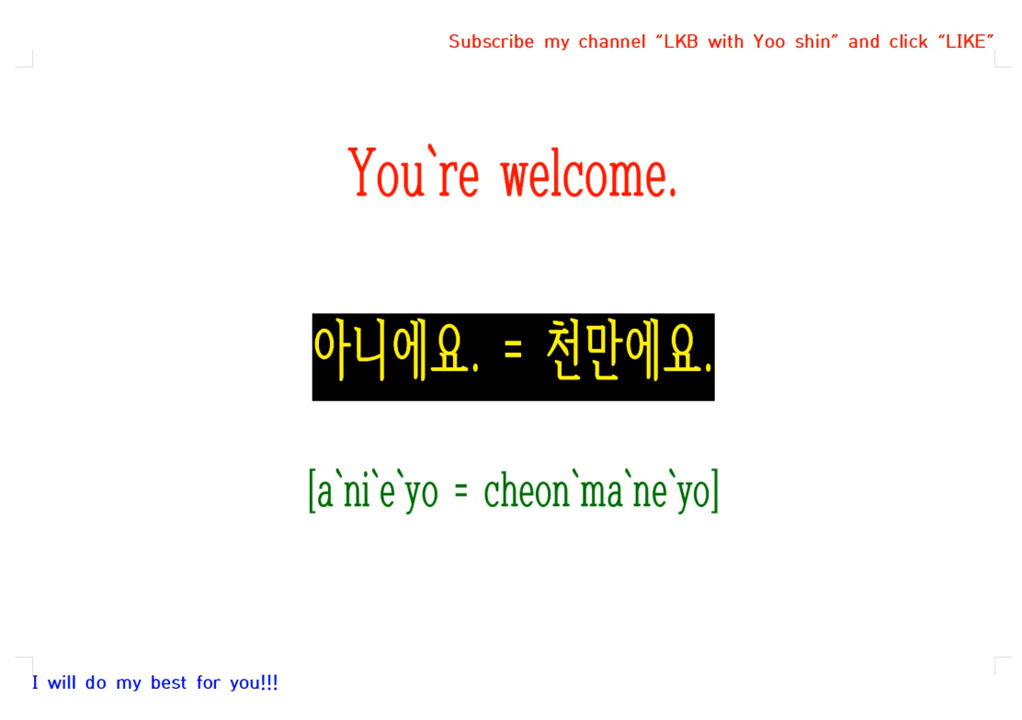 Subscribe my channel “LKB with Yoo shin” and click “LIKE”
You`re welcome.
아니에요. = 천만에요.
[a`ni`e`yo = cheon`ma`ne`yo]
I will do my best for you!!!